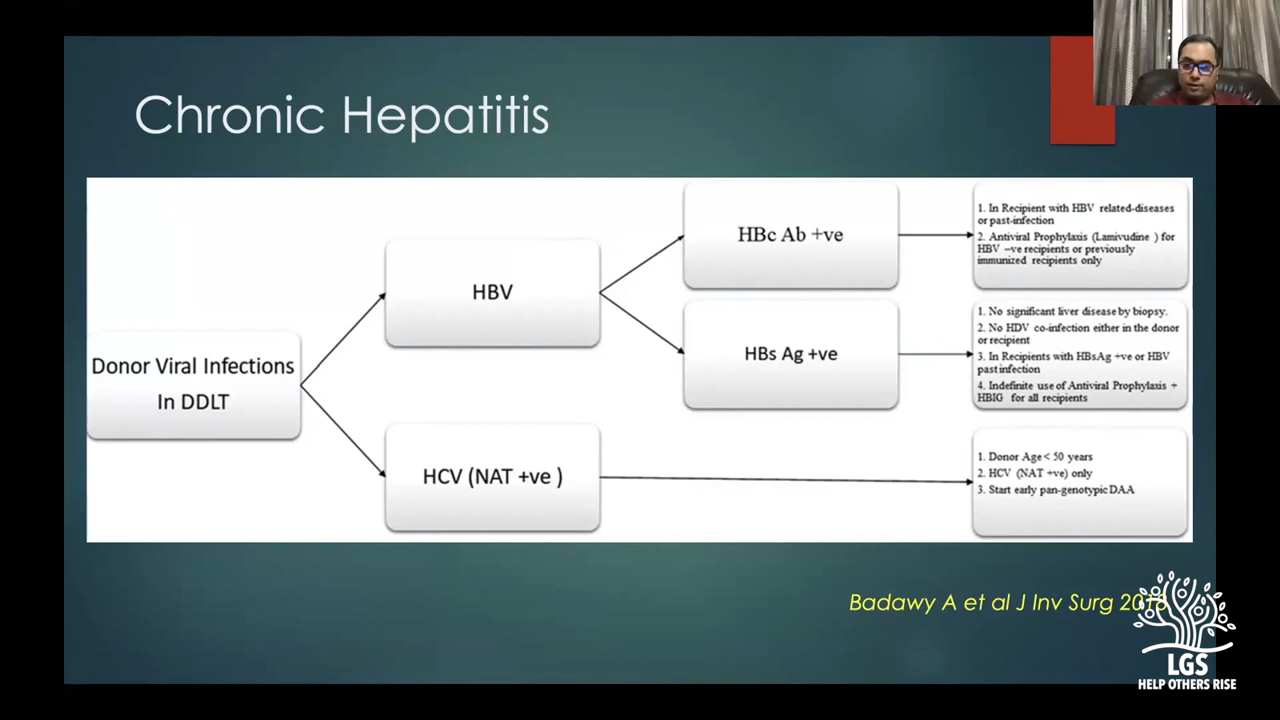 Chronic Hepatitis
Donor Viral Infections
In DDLT
HBV
HCV (NAT +ve )
HBc Ab +ve
HBs Ag +ve
1. In Recipient with HBV related-diseases
or past-infection
2. Antiviral Prophylaxis (Lamivudine ) for
HBV –ve recipients or previously
immunized recipients only
1. No significant liver disease by biopsy.
2. No HDV co-infection either in the donor
or recipient
3. In Recipients with HBsAg +ve or HBV
past infection
4. Indefinite use of Antiviral Prophylaxis +
HBIG for all recipients
1. Donor Age < 50 years
2. HCV (NAT +ve) only
3. Start early pan-genotypic DAA
Badawy A et al J Inv Surg
LGS
HELP OTHERS RISE